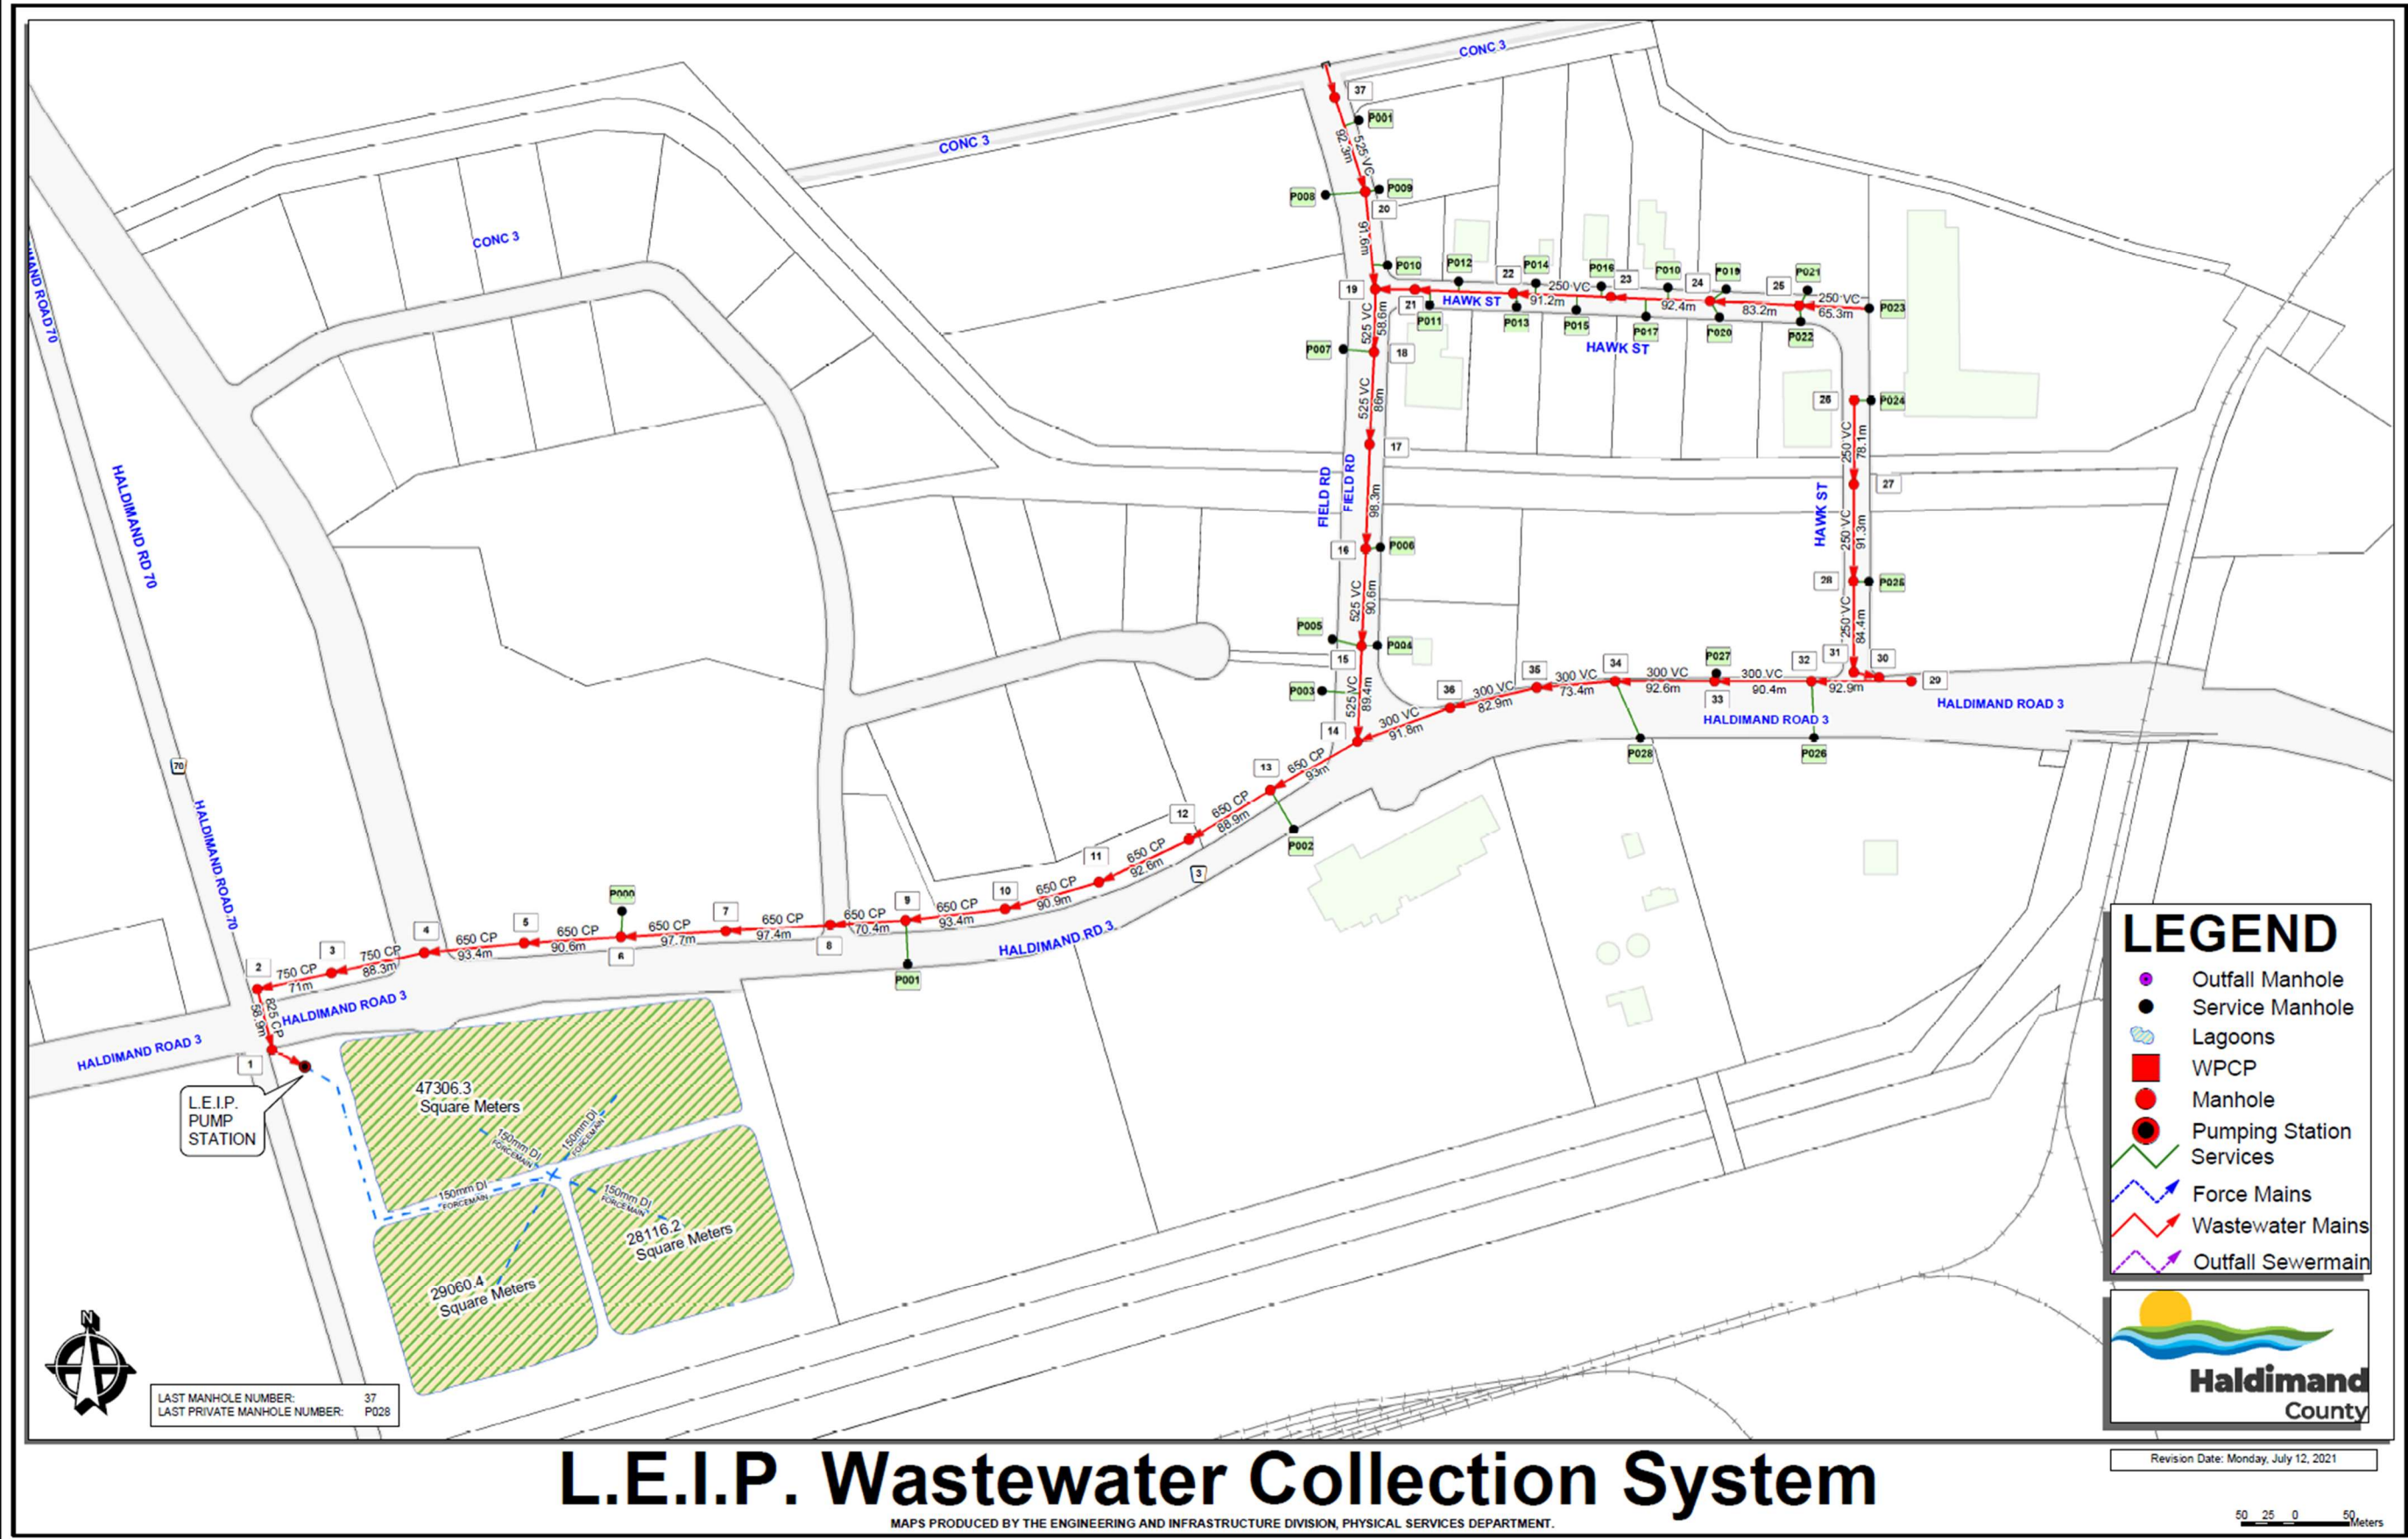 CONC 3
37
P001
92.3m
525 VC
CONC 3
P008
P009
20
91.6m
CONC 3
P010
P012
22
P014
P016
23
P010
24
P019
25
P021
19
21
HAWK ST
250 VC
91.2m
92.4m
83.2m
250 VC
65.3m
P023
P011
P013
P015
P017
P020
P022
HAWK ST
525 VC
58.6m
P007
18
525 VC
86m
26
P024
17
250 VC
78.1m
FIELD RD
FIELD RD
98.3m
27
HAWK ST
250 VC
91.3m
16
P006
28
P025
525 VC
90.6m
250 VC
84.4m
P005
P004
15
P003
525 VC
89.4m
14
HALDIMAND ROAD 70
HALDIMAND RD 70
70
HALDIMAND ROAD 70
36
35
34
P027
32
31
30
29
300 VC
91.8m
300 VC
82.9m
300 VC
73.4m
300 VC
92.6m
33
300 VC
90.4m
92.9m
HALDIMAND ROAD 3
HALDIMAND ROAD 3
P028
P026
13
650 CP
93m
12
650 CP
88.9m
P002
11
650 CP
92.6m
3
10
650 CP
90.9m
9
650 CP
93.4m
650 CP
70.4m
8
P001
HALDIMAND RD 3
7
650 CP
97.4m
P000
650 CP
97.7m
6
5
650 CP
90.6m
4
650 CP
93.4m
3
750 CP
88.3m
2
750 CP
71m
825 CP
58.9m
HALDIMAND ROAD 3
HALDIMAND ROAD 3
1
L.E.I.P.
PUMP
STATION
47306.3
Square Meters
150mm DI
FORCEMAIN
150mm DI
FORCEMAIN
150mm DI
FORCEMAIN
150mm DI
FORCEMAIN
28116.2
Square Meters
29060.4
Square Meters
N
LAST MANHOLE NUMBER: 37
LAST PRIVATE MANHOLE NUMBER: P028
LEGEND
Outfall Manhole
Service Manhole
Lagoons
WPCP
Manhole
Pumping Station
Services
Force Mains
Wastewater Mains
Outfall Sewermain
Haldimand
County
L.E.I.P. Wastewater Collection System
MAPS PRODUCED BY THE ENGINEERING AND INFRASTRUCTURE DIVISION, PHYSICAL SERVICES DEPARTMENT.
Revision Date: Monday, July 12, 2021
50 25 0 50 Meters